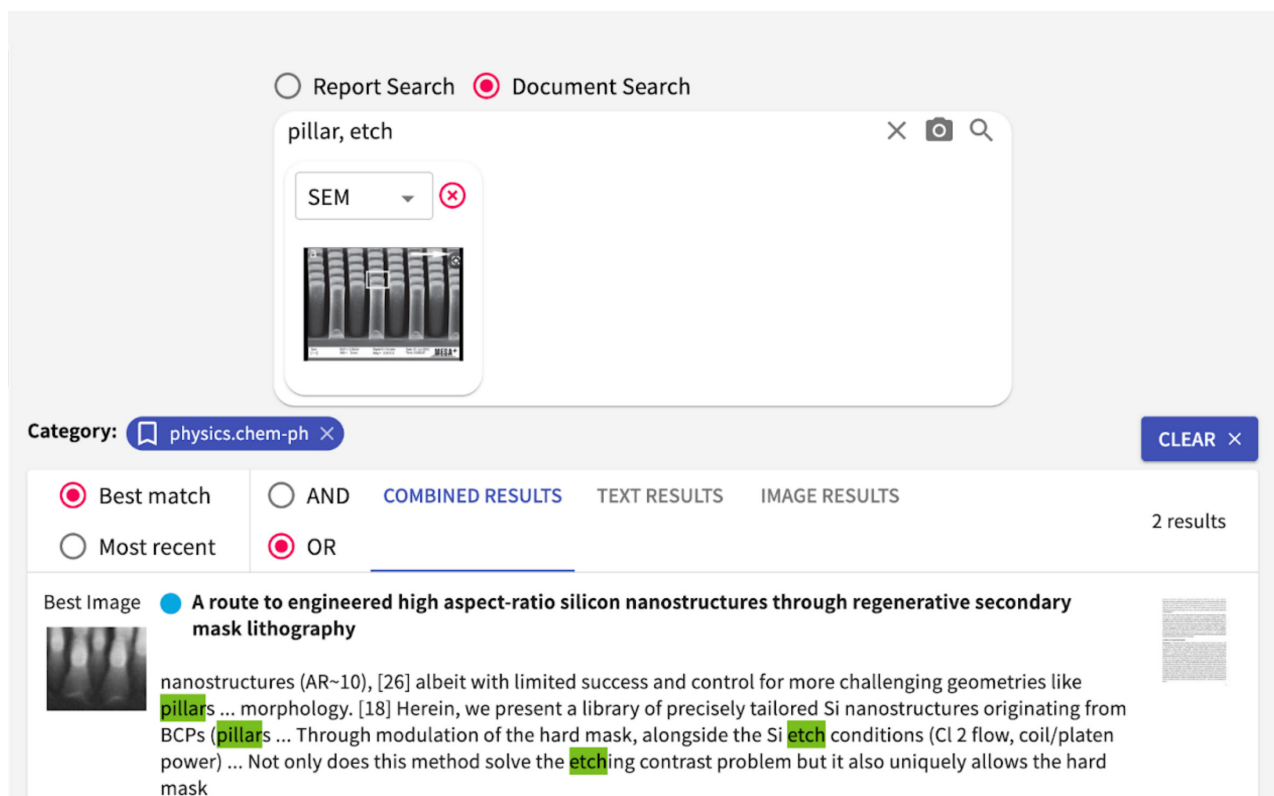 Report Search Document Search
pillar, etch
SEM
a
MEGA
Category: physics.chem-ph
CLEAR
Best match AND COMBINED RESULTS TEXT RESULTS IMAGE RESULTS
2 results
Most recent OR
Best Image A route to engineered high aspect-ratio silicon nanostructures through regenerative secondary
mask lithography
nanostructures (AR~10), [26] albeit with limited success and control for more challenging geometries like
pillars ... morphology. [18] Herein, we present a library of precisely tailored Si nanostructures originating from
BCPs (pillars ... Through modulation of the hard mask, alongside the Si etch conditions (Cl 2 flow, coil/platen
power) ... Not only does this method solve the etching contrast problem but it also uniquely allows the hard
mask